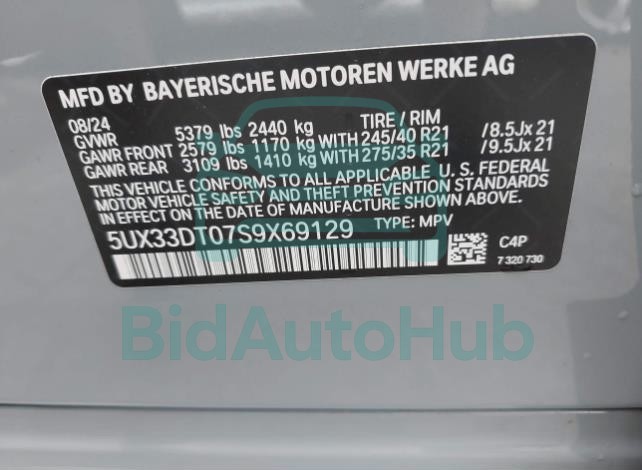 MFD BY BAYERISCHE MOTOREN WERKE AG
08/24 TIRE / RIM
GVWR 5379 lbs 2440 kg
GAWR FRONT 2579 lbs 1170 kg WITH 245/40 R21 /8.5Jx21
GAWR REAR 3109 lbs 1410 kg WITH 275/35 R21 /9.5Jx21
THIS VEHICLE CONFORMS TO ALL APPLICABLE U.S. FEDERAL
MOTOR VEHICLE SAFETY AND THEFT PREVENTION STANDARDS
IN EFFECT ON THE DATE OF MANUFACTURE SHOWN ABOVE.
5UX33DT07S9X69129 TYPE: MPV
C4P
7 320 730
BidAutoHub